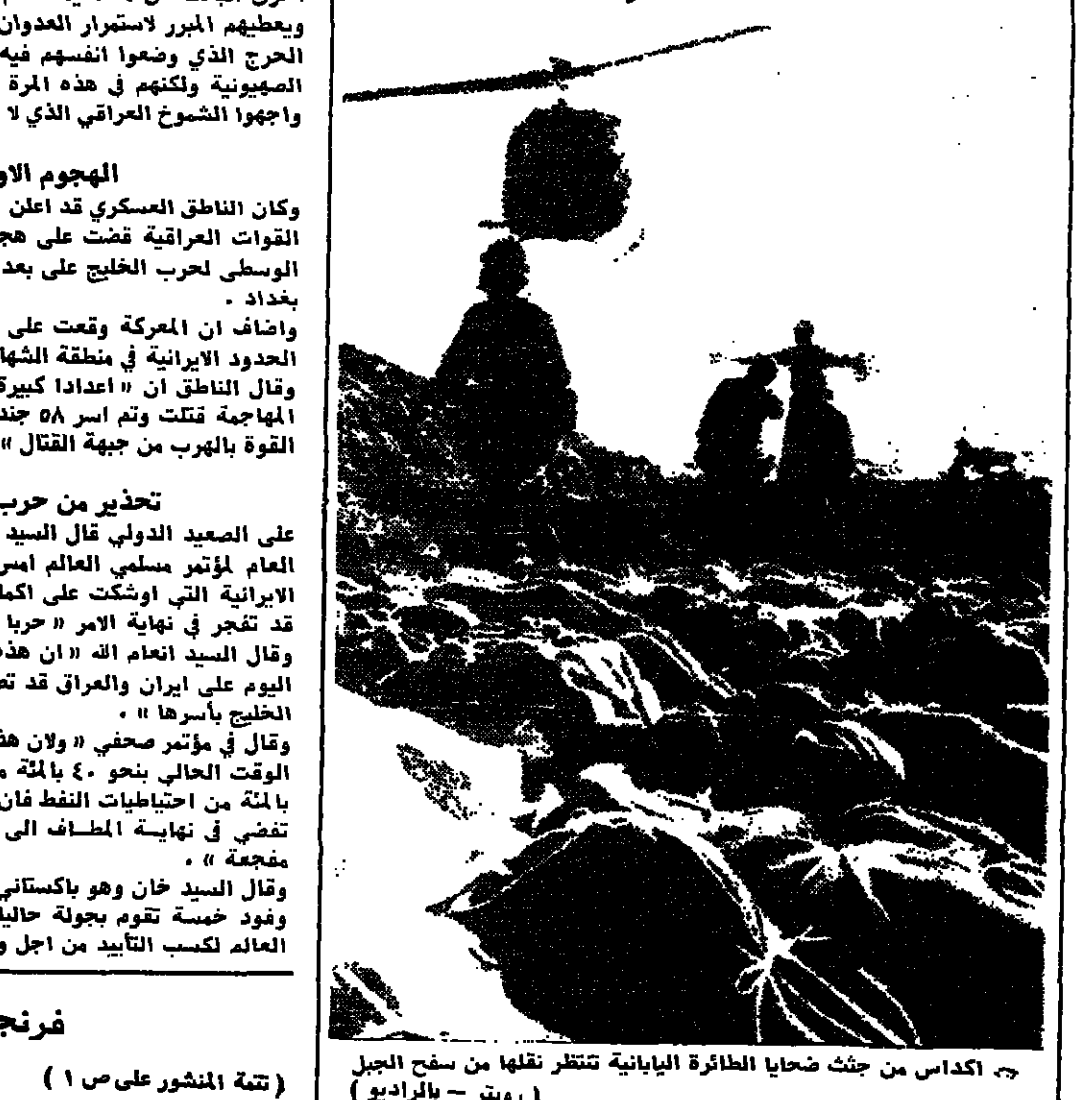 ويعطيهم المبرر لاستمرار العدوان
الحرج الذي وضعوا انفسهم فيه
الصهيونية ولكنهم في هذه المرة
واجهوا الشموخ العراقي الذي لا
الهجوم الاو
وكان الناطق العسكري قد اعلن
القوات العراقية قضت على هج
الوسطى لحرب الخليج على بعد
بغداد .
واضاف ان المعركة وقعت على
الحدود الايرانية في منطقة الشها
وقال الناطق ان « اعدادا كبيرة
المهاجمة قتلت وتم اسر ٥٨ جند
القوة بالهرب من جبهة القتال »
تحذير من حرب
على الصعيد الدولي قال السيد
العام لمؤتمر مسلمي العالم امس
الايرانية التي اوشكت على اكما
قد تفجر في نهاية الامر « حربا
وقال السيد انعام الله « ان هذه
اليوم على ايران والعراق قد تص
الخليج بأسرها » .
وقال في مؤتمر صحفي « ولان هذ
الوقت الحالي بنحو ٤٠ بالمئة م
بالمئة من احتياطيات النفط فان
تفضي في نهايــة المطــاف الى
مفجعة » .
وقال السيد خان وهو باكستاني
وفود خمسة تقوم بجولة حاليا
العالم لكسب التأييد من اجل و
فرنج
( تتمة المنشور على ص ١ )
اكداس من جثث ضحايا الطائرة اليابانية تنتظر نقلها من سفح الجبل
( رويتر — بالراديو )